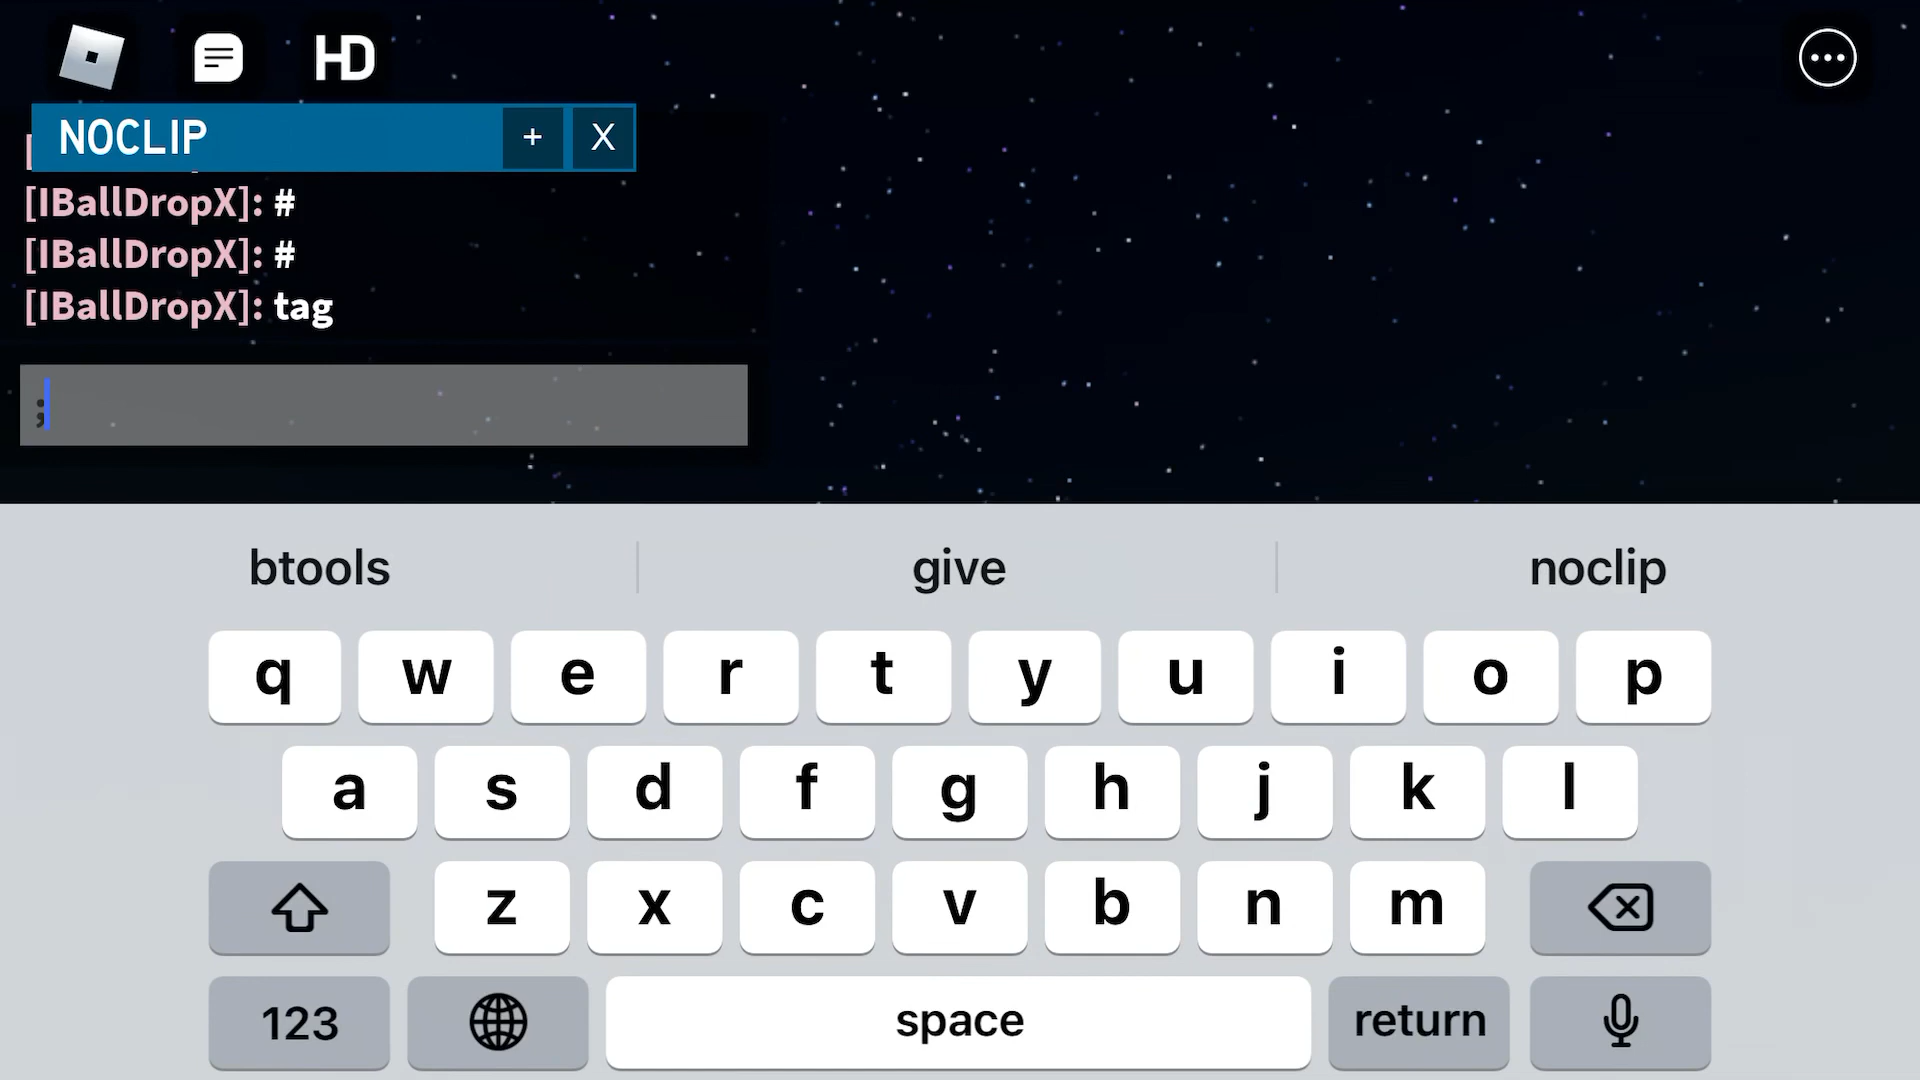 HD
NOCLIP + X
[
[IBallDropX]: #
[IBallDropX]: #
[IBallDropX]: tag
;
btools give noclip
q w e r t y u i o p
a s d f g h j k l
z x c v b n m
123 space return